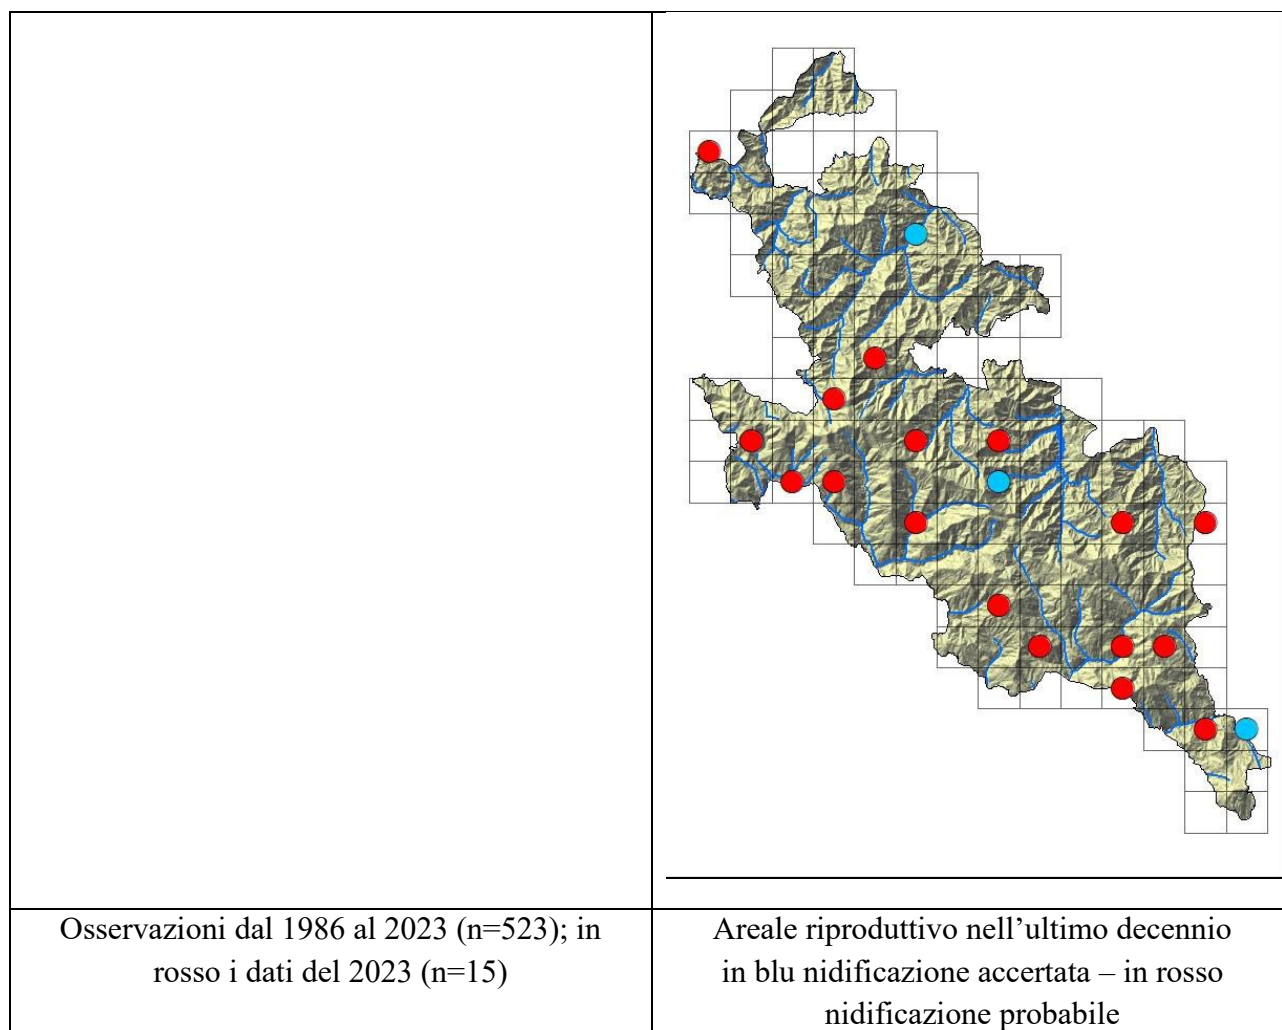 Osservazioni dal 1986 al 2023 (n=523); in
rosso i dati del 2023 (n=15)
Areale riproduttivo nell’ultimo decennio
in blu nidificazione accertata – in rosso
nidificazione probabile